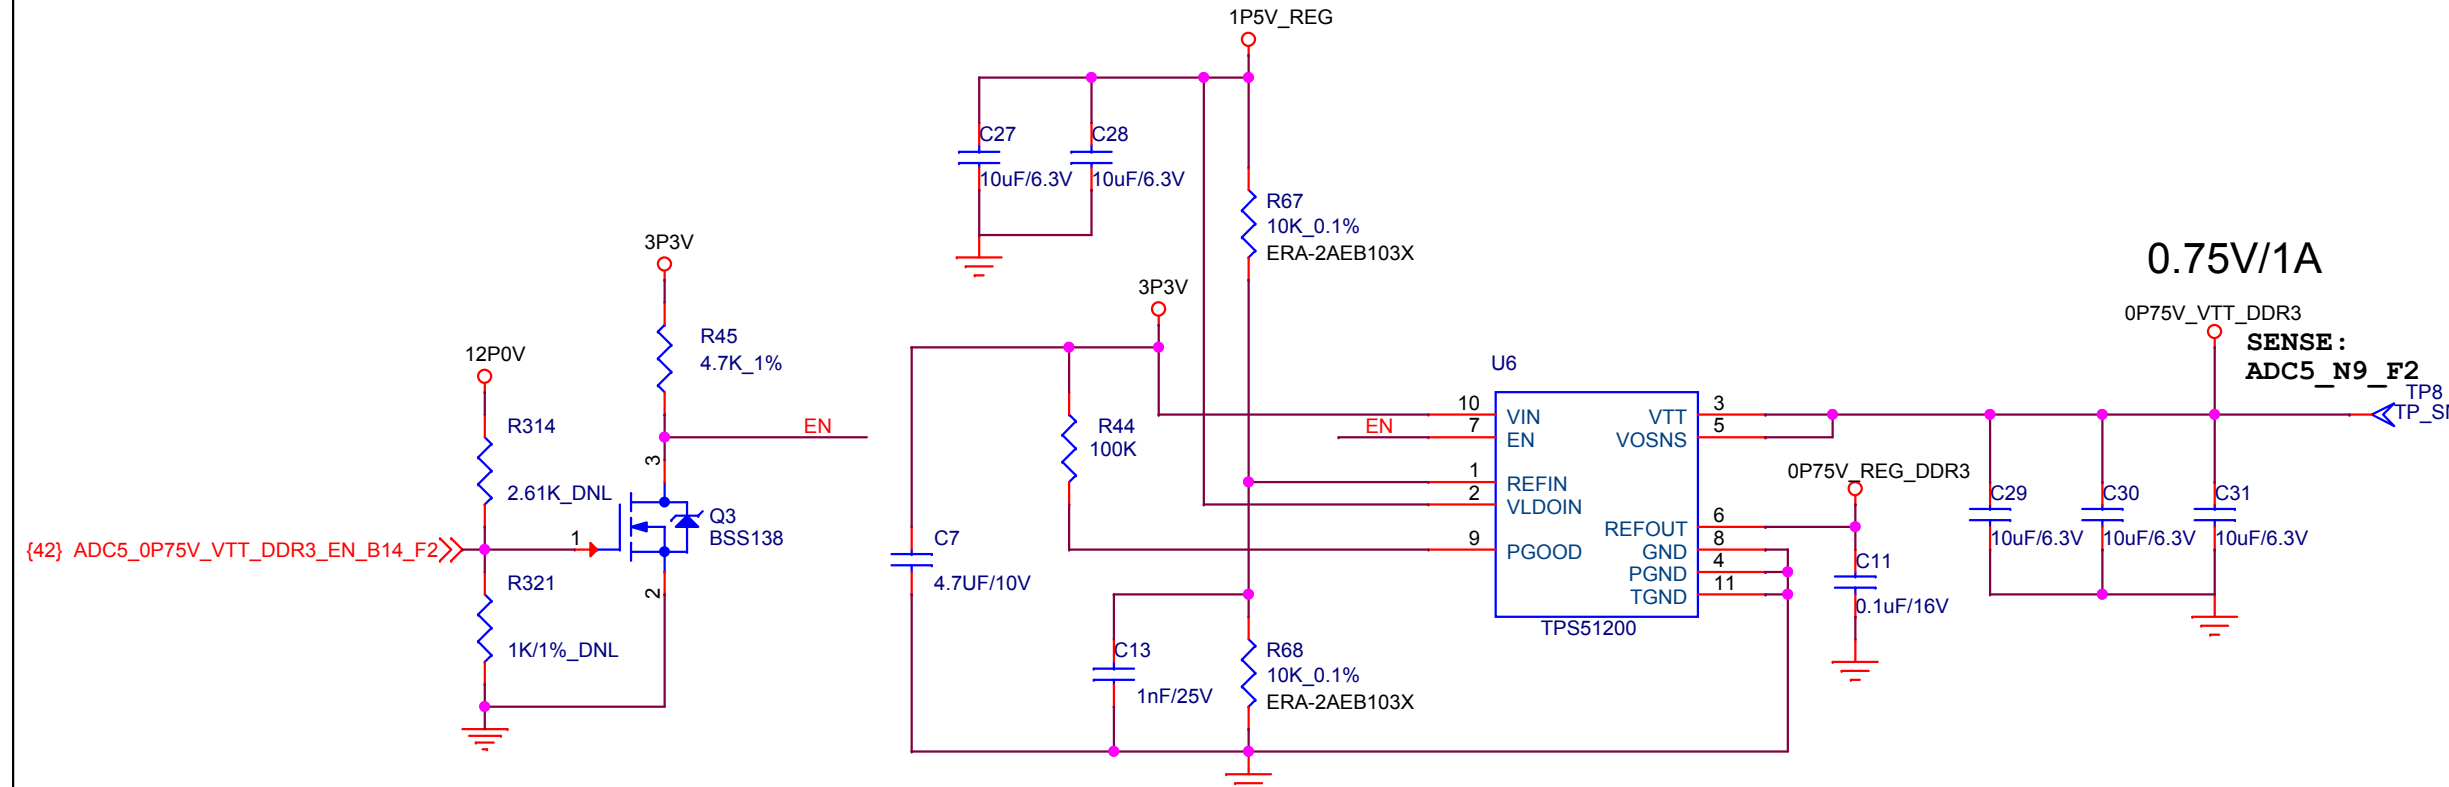 1P5V_REG
C27
10uF/6.3V
C28
10uF/6.3V
R67
10K_0.1%
ERA-2AEB103X
3P3V
R45
4.7K_1%
12P0V
R314
2.61K_DNL
EN
3
Q3
BSS138
1
2
{42} ADC5_0P75V_VTT_DDR3_EN_B14_F2
R321
1K/1%_DNL
3P3V
R44
100K
C7
4.7UF/10V
C13
1nF/25V
R68
10K_0.1%
ERA-2AEB103X
U6
EN
10 VIN
7 EN
1 REFIN
2 VLDOIN
9 PGOOD
VTT 3
VOSNS 5
REFOUT 6
GND 8
PGND 4
TGND 11
TPS51200
0.75V/1A
0P75V_VTT_DDR3
SENSE:
ADC5_N9_F2
TP8
0P75V_REG_DDR3
C11
0.1uF/16V
C29
10uF/6.3V
C30
10uF/6.3V
C31
10uF/6.3V